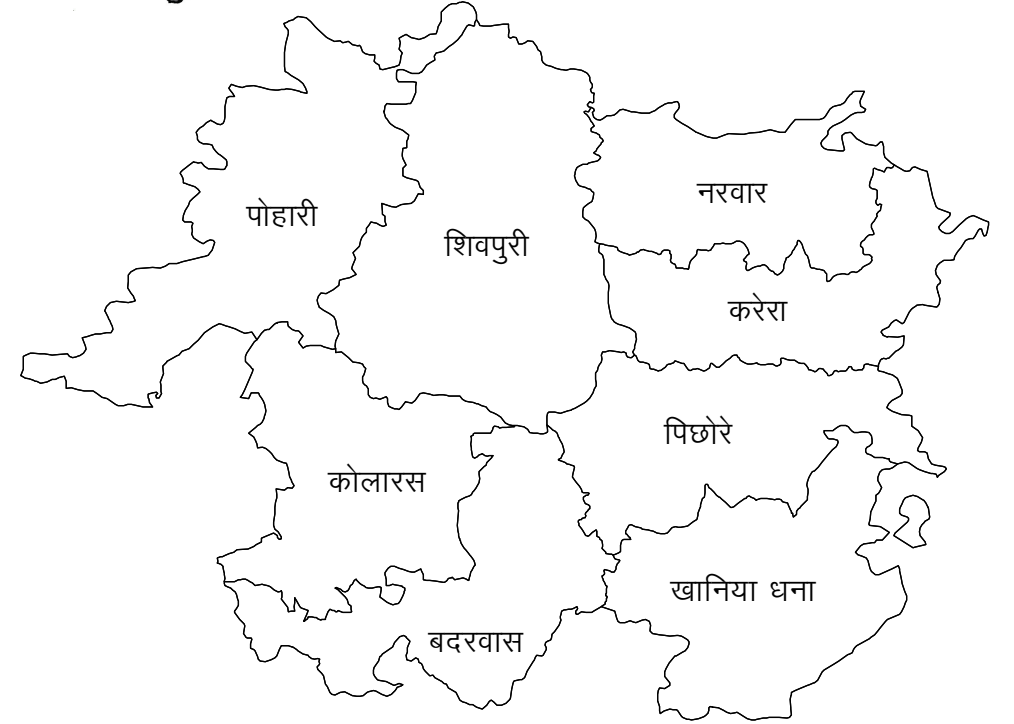 नरवार
पोहारी
शिवपुरी
करेरा
पिछोरे
कोलारस
खानिया धना
बदरवास